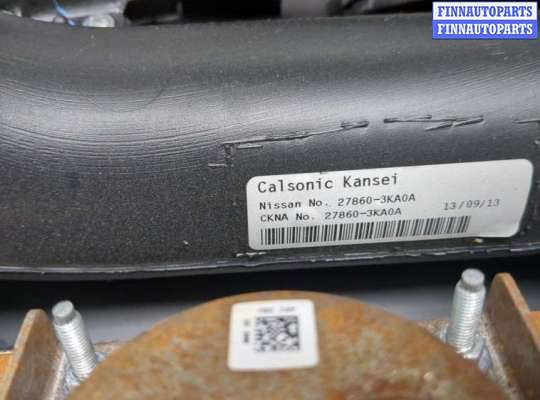 FINNAUTOPARTS
FINNAUTOPARTS
Calsonic Kansei
Nissan No. 27860-3KA0A
CKNA No. 27860-3KA0A 13/09/13